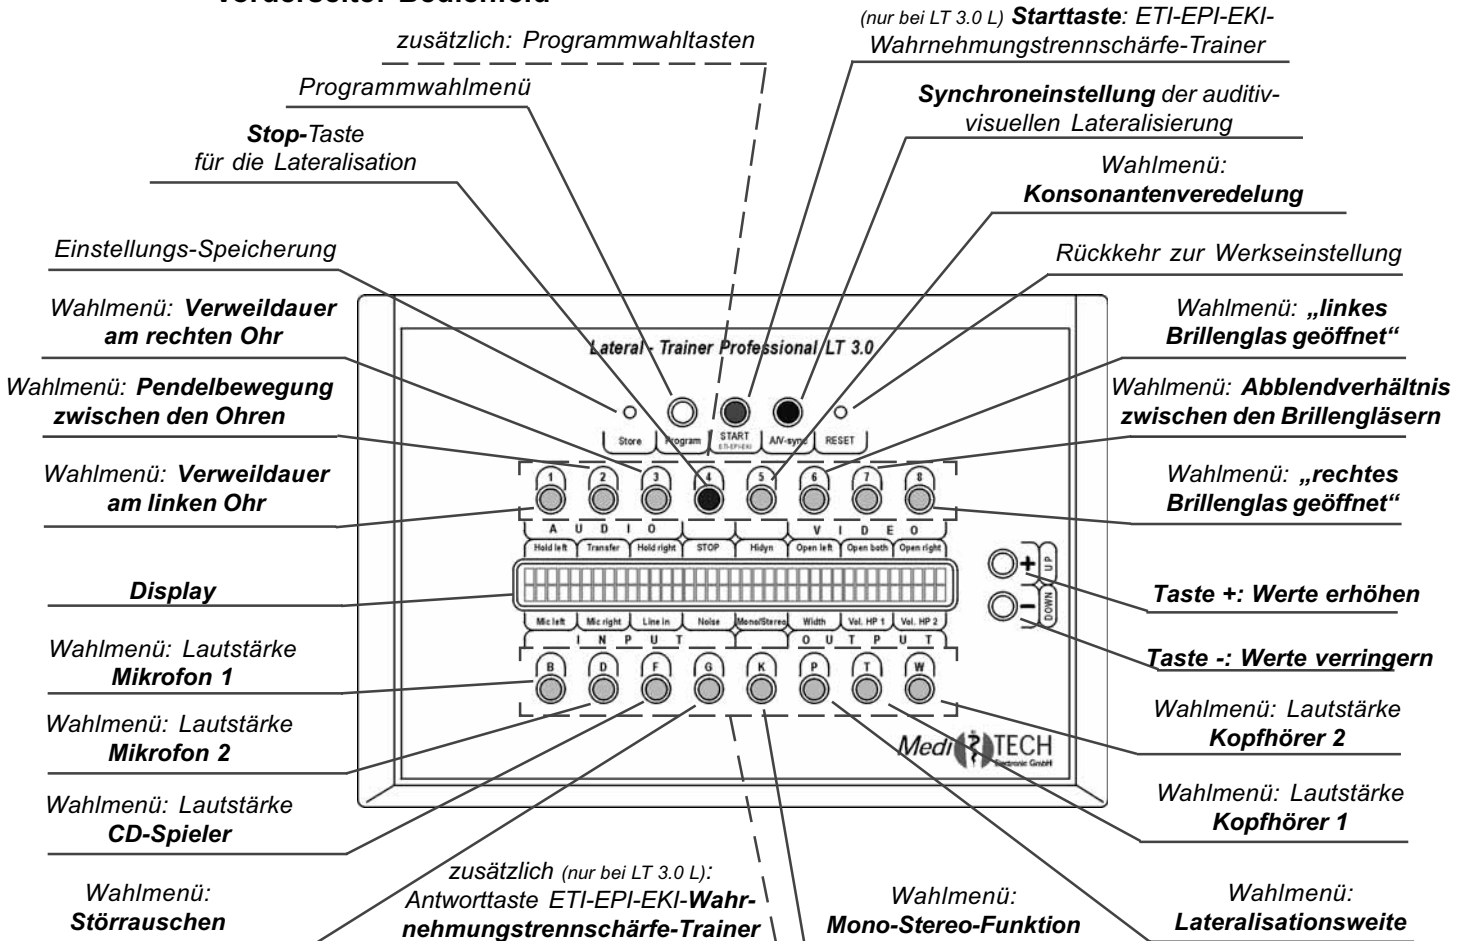 Vorderseite: Bedienfeld
(nur bei LT 3.0 L) Starttaste: ETI-EPI-EKI-
Wahrnehmungstrennschärfe-Trainer
zusätzlich: Programmwahltasten
Programmwahlmenü
Synchroneinstellung der auditiv-
visuellen Lateralisierung
Stop-Taste
für die Lateralisation
Wahlmenü:
Konsonantenveredelung
Einstellungs-Speicherung
Rückkehr zur Werkseinstellung
Wahlmenü: Verweildauer
am rechten Ohr
Wahlmenü: „linkes
Brillenglas geöffnet“
Wahlmenü: Pendelbewegung
zwischen den Ohren
Wahlmenü: Abblendverhältnis
zwischen den Brillengläsern
Wahlmenü: Verweildauer
am linken Ohr
Wahlmenü: „rechtes
Brillenglas geöffnet“
Lateral - Trainer Professional LT 3.0
Store Program START A/V-sync RESET
ETI-EPI-EKI
1 2 3 4 5 6 7 8
AUDIO VIDEO
Hold left Transfer Hold right STOP Hidyn Open left Open both Open right
+ UP
- DOWN
Mic left Mic right Line in Noise Mono/Stereo Width Vol. HP 1 Vol. HP 2
INPUT OUTPUT
B D F G K P T W
Medi TECH
Electronic GmbH
Display
Taste +: Werte erhöhen
Taste -: Werte verringern
Wahlmenü: Lautstärke
Mikrofon 1
Wahlmenü: Lautstärke
Mikrofon 2
Wahlmenü: Lautstärke
Kopfhörer 2
Wahlmenü: Lautstärke
CD-Spieler
Wahlmenü: Lautstärke
Kopfhörer 1
Wahlmenü:
Störrauschen
zusätzlich (nur bei LT 3.0 L):
Antworttaste ETI-EPI-EKI-Wahr-
nehmungstrennschärfe-Trainer
Wahlmenü:
Mono-Stereo-Funktion
Wahlmenü:
Lateralisationsweite